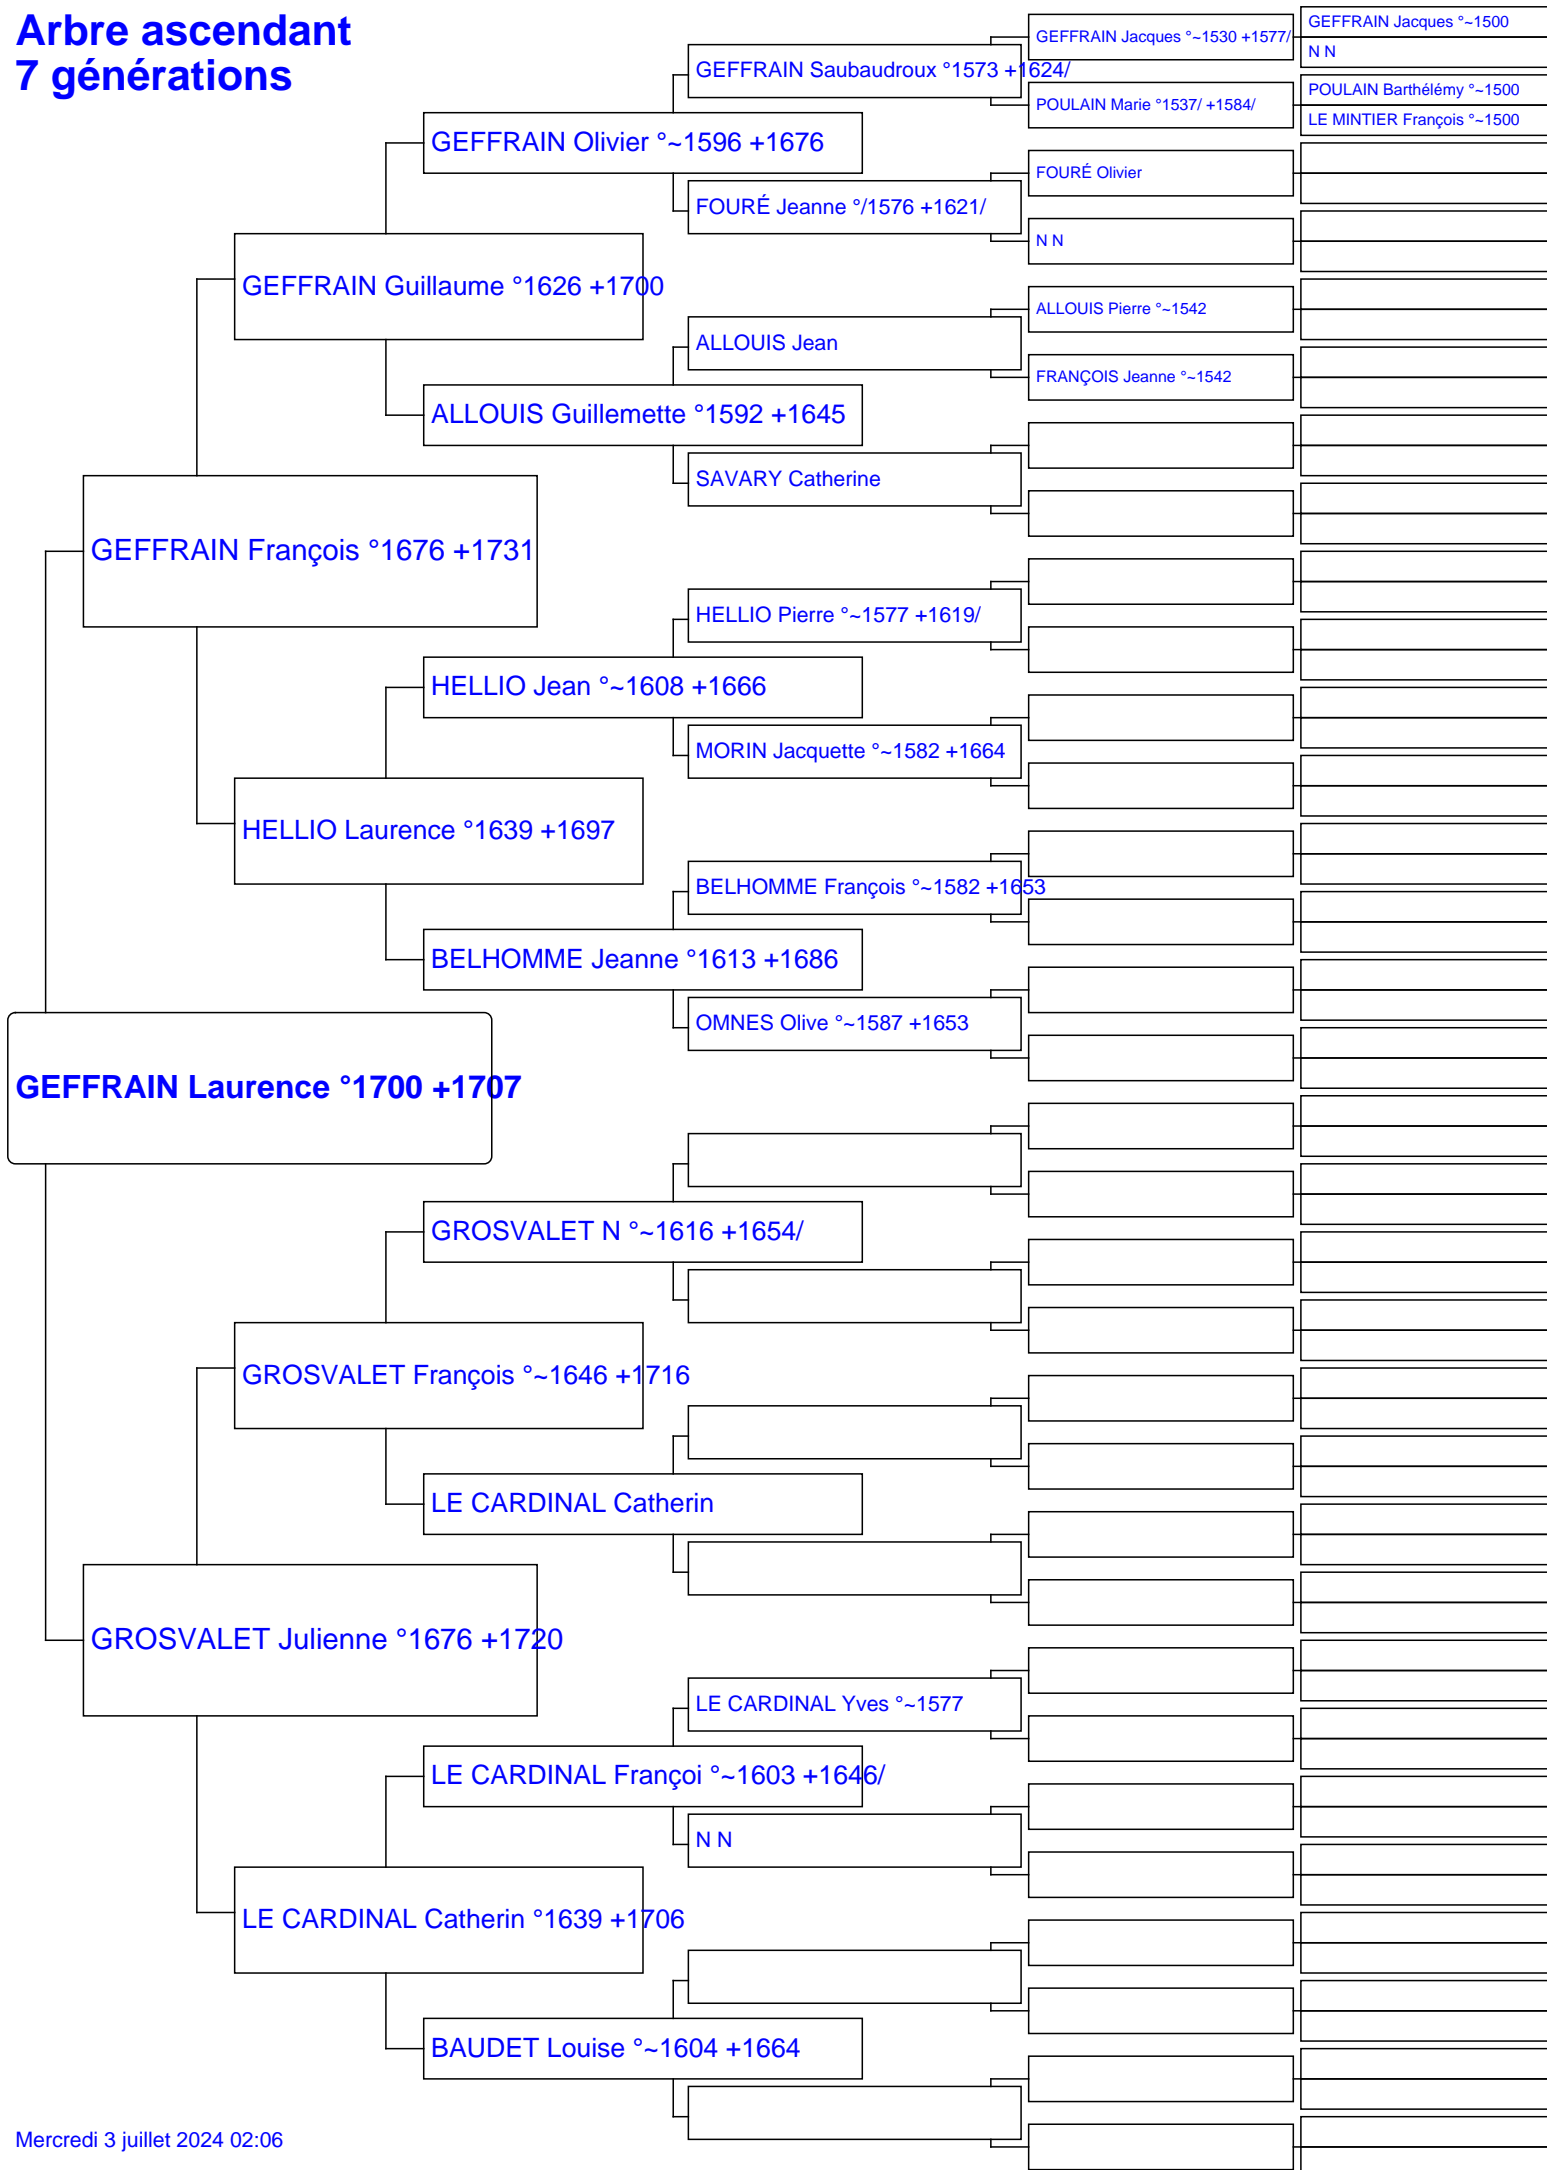 Arbre ascendant
7 générations
GEFFRAIN Jacques °~1500
GEFFRAIN Jacques °~1530 +1577/
N N
GEFFRAIN Saubaudroux °1573 +1624/
POULAIN Barthélémy °~1500
POULAIN Marie °1537/ +1584/
LE MINTIER François °~1500
GEFFRAIN Olivier °~1596 +1676
FOURÉ Olivier
FOURÉ Jeanne °/1576 +1621/
N N
GEFFRAIN Guillaume °1626 +1700
ALLOUIS Pierre °~1542
ALLOUIS Jean
FRANÇOIS Jeanne °~1542
ALLOUIS Guillemette °1592 +1645
SAVARY Catherine
GEFFRAIN François °1676 +1731
HELLIO Pierre °~1577 +1619/
HELLIO Jean °~1608 +1666
MORIN Jacquette °~1582 +1664
HELLIO Laurence °1639 +1697
BELHOMME François °~1582 +1653
BELHOMME Jeanne °1613 +1686
OMNES Olive °~1587 +1653
GEFFRAIN Laurence °1700 +1707
GROSVALET N °~1616 +1654/
GROSVALET François °~1646 +1716
LE CARDINAL Catherin
GROSVALET Julienne °1676 +1720
LE CARDINAL Yves °~1577
LE CARDINAL Françoi °~1603 +1646/
N N
LE CARDINAL Catherin °1639 +1706
BAUDET Louise °~1604 +1664
Mercredi 3 juillet 2024 02:06